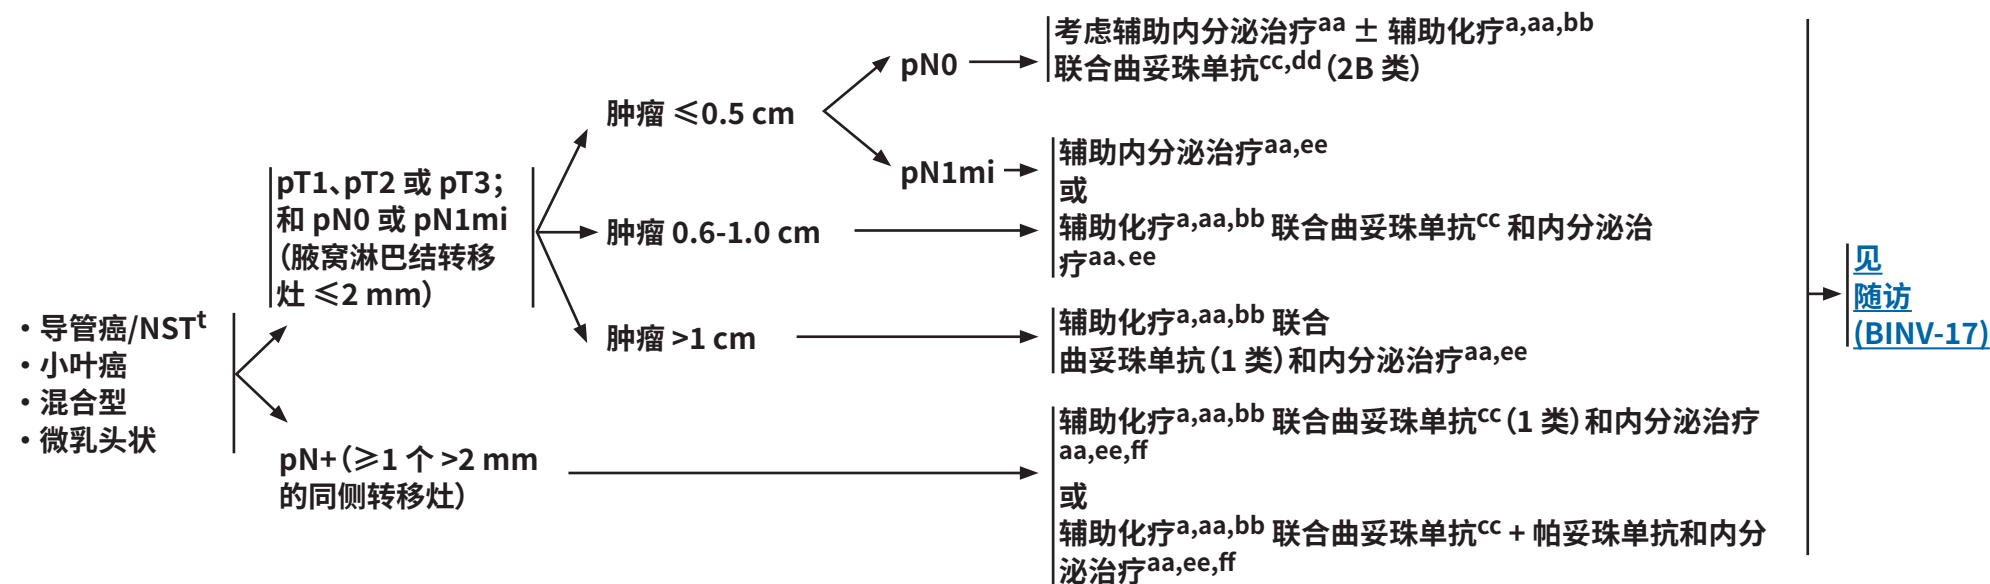 • 导管癌/NSTt
• 小叶癌
• 混合型
• 微乳头状
pT1、pT2 或 pT3；
和 pN0 或 pN1mi
（腋窝淋巴结转移
灶 ≤2 mm）
pN+（≥1 个 >2 mm
的同侧转移灶）
肿瘤 ≤0.5 cm
肿瘤 0.6-1.0 cm
肿瘤 >1 cm
pN0
pN1mi
考虑辅助内分泌治疗aa ± 辅助化疗a,aa,bb
联合曲妥珠单抗cc,dd（2B 类）
辅助内分泌治疗aa,ee
或
辅助化疗a,aa,bb 联合曲妥珠单抗cc 和内分泌治
疗aa、ee
辅助化疗a,aa,bb 联合
曲妥珠单抗（1 类）和内分泌治疗aa,ee
辅助化疗a,aa,bb 联合曲妥珠单抗cc（1 类）和内分泌治疗
aa,ee,ff
或
辅助化疗a,aa,bb 联合曲妥珠单抗cc + 帕妥珠单抗和内分
泌治疗aa,ee,ff
见
随访
(BINV-17)